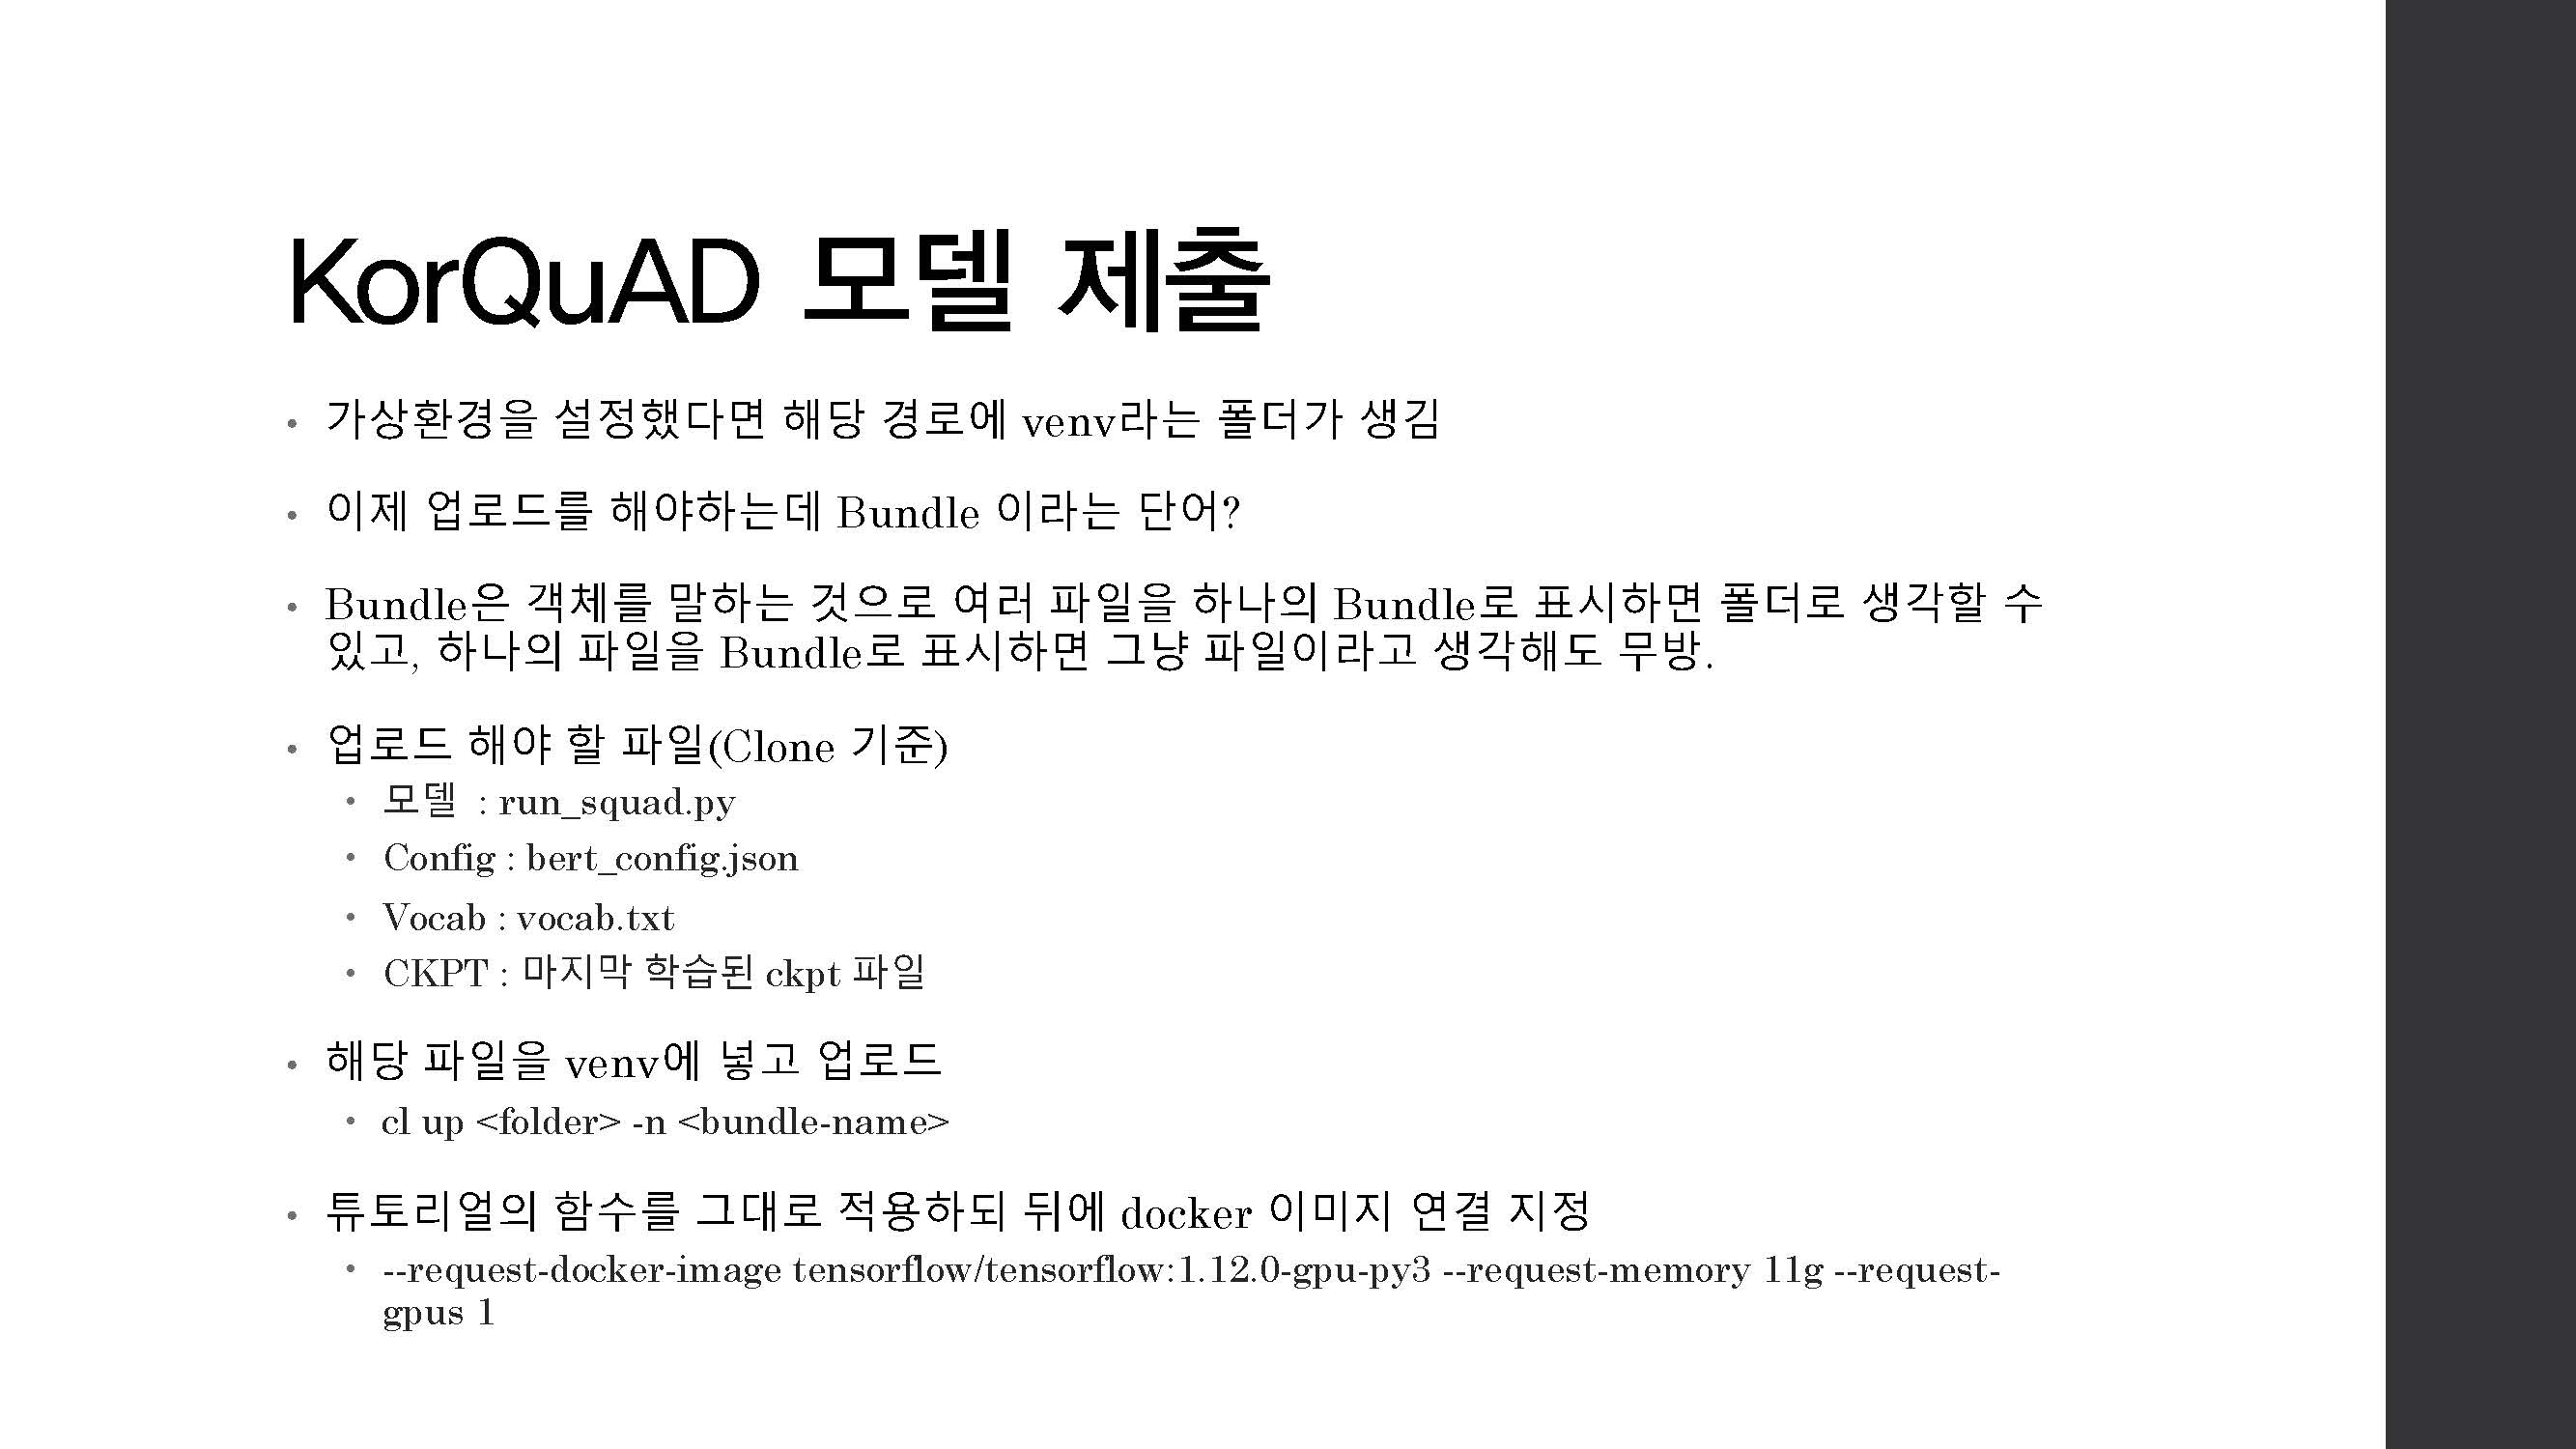 KorQuAD 모델 제출
• 가상환경을 설정했다면 해당 경로에 venv라는 폴더가 생김
• 이제 업로드를 해야하는데 Bundle 이라는 단어?
• Bundle은 객체를 말하는 것으로 여러 파일을 하나의 Bundle로 표시하면 폴더로 생각할 수
있고, 하나의 파일을 Bundle로 표시하면 그냥 파일이라고 생각해도 무방.
• 업로드 해야 할 파일(Clone 기준)
• 모델 : run_squad.py
• Config : bert_config.json
• Vocab : vocab.txt
• CKPT : 마지막 학습된 ckpt 파일
• 해당 파일을 venv에 넣고 업로드
• cl up <folder> -n <bundle-name>
• 튜토리얼의 함수를 그대로 적용하되 뒤에 docker 이미지 연결 지정
• --request-docker-image tensorflow/tensorflow:1.12.0-gpu-py3 --request-memory 11g --request-
gpus 1